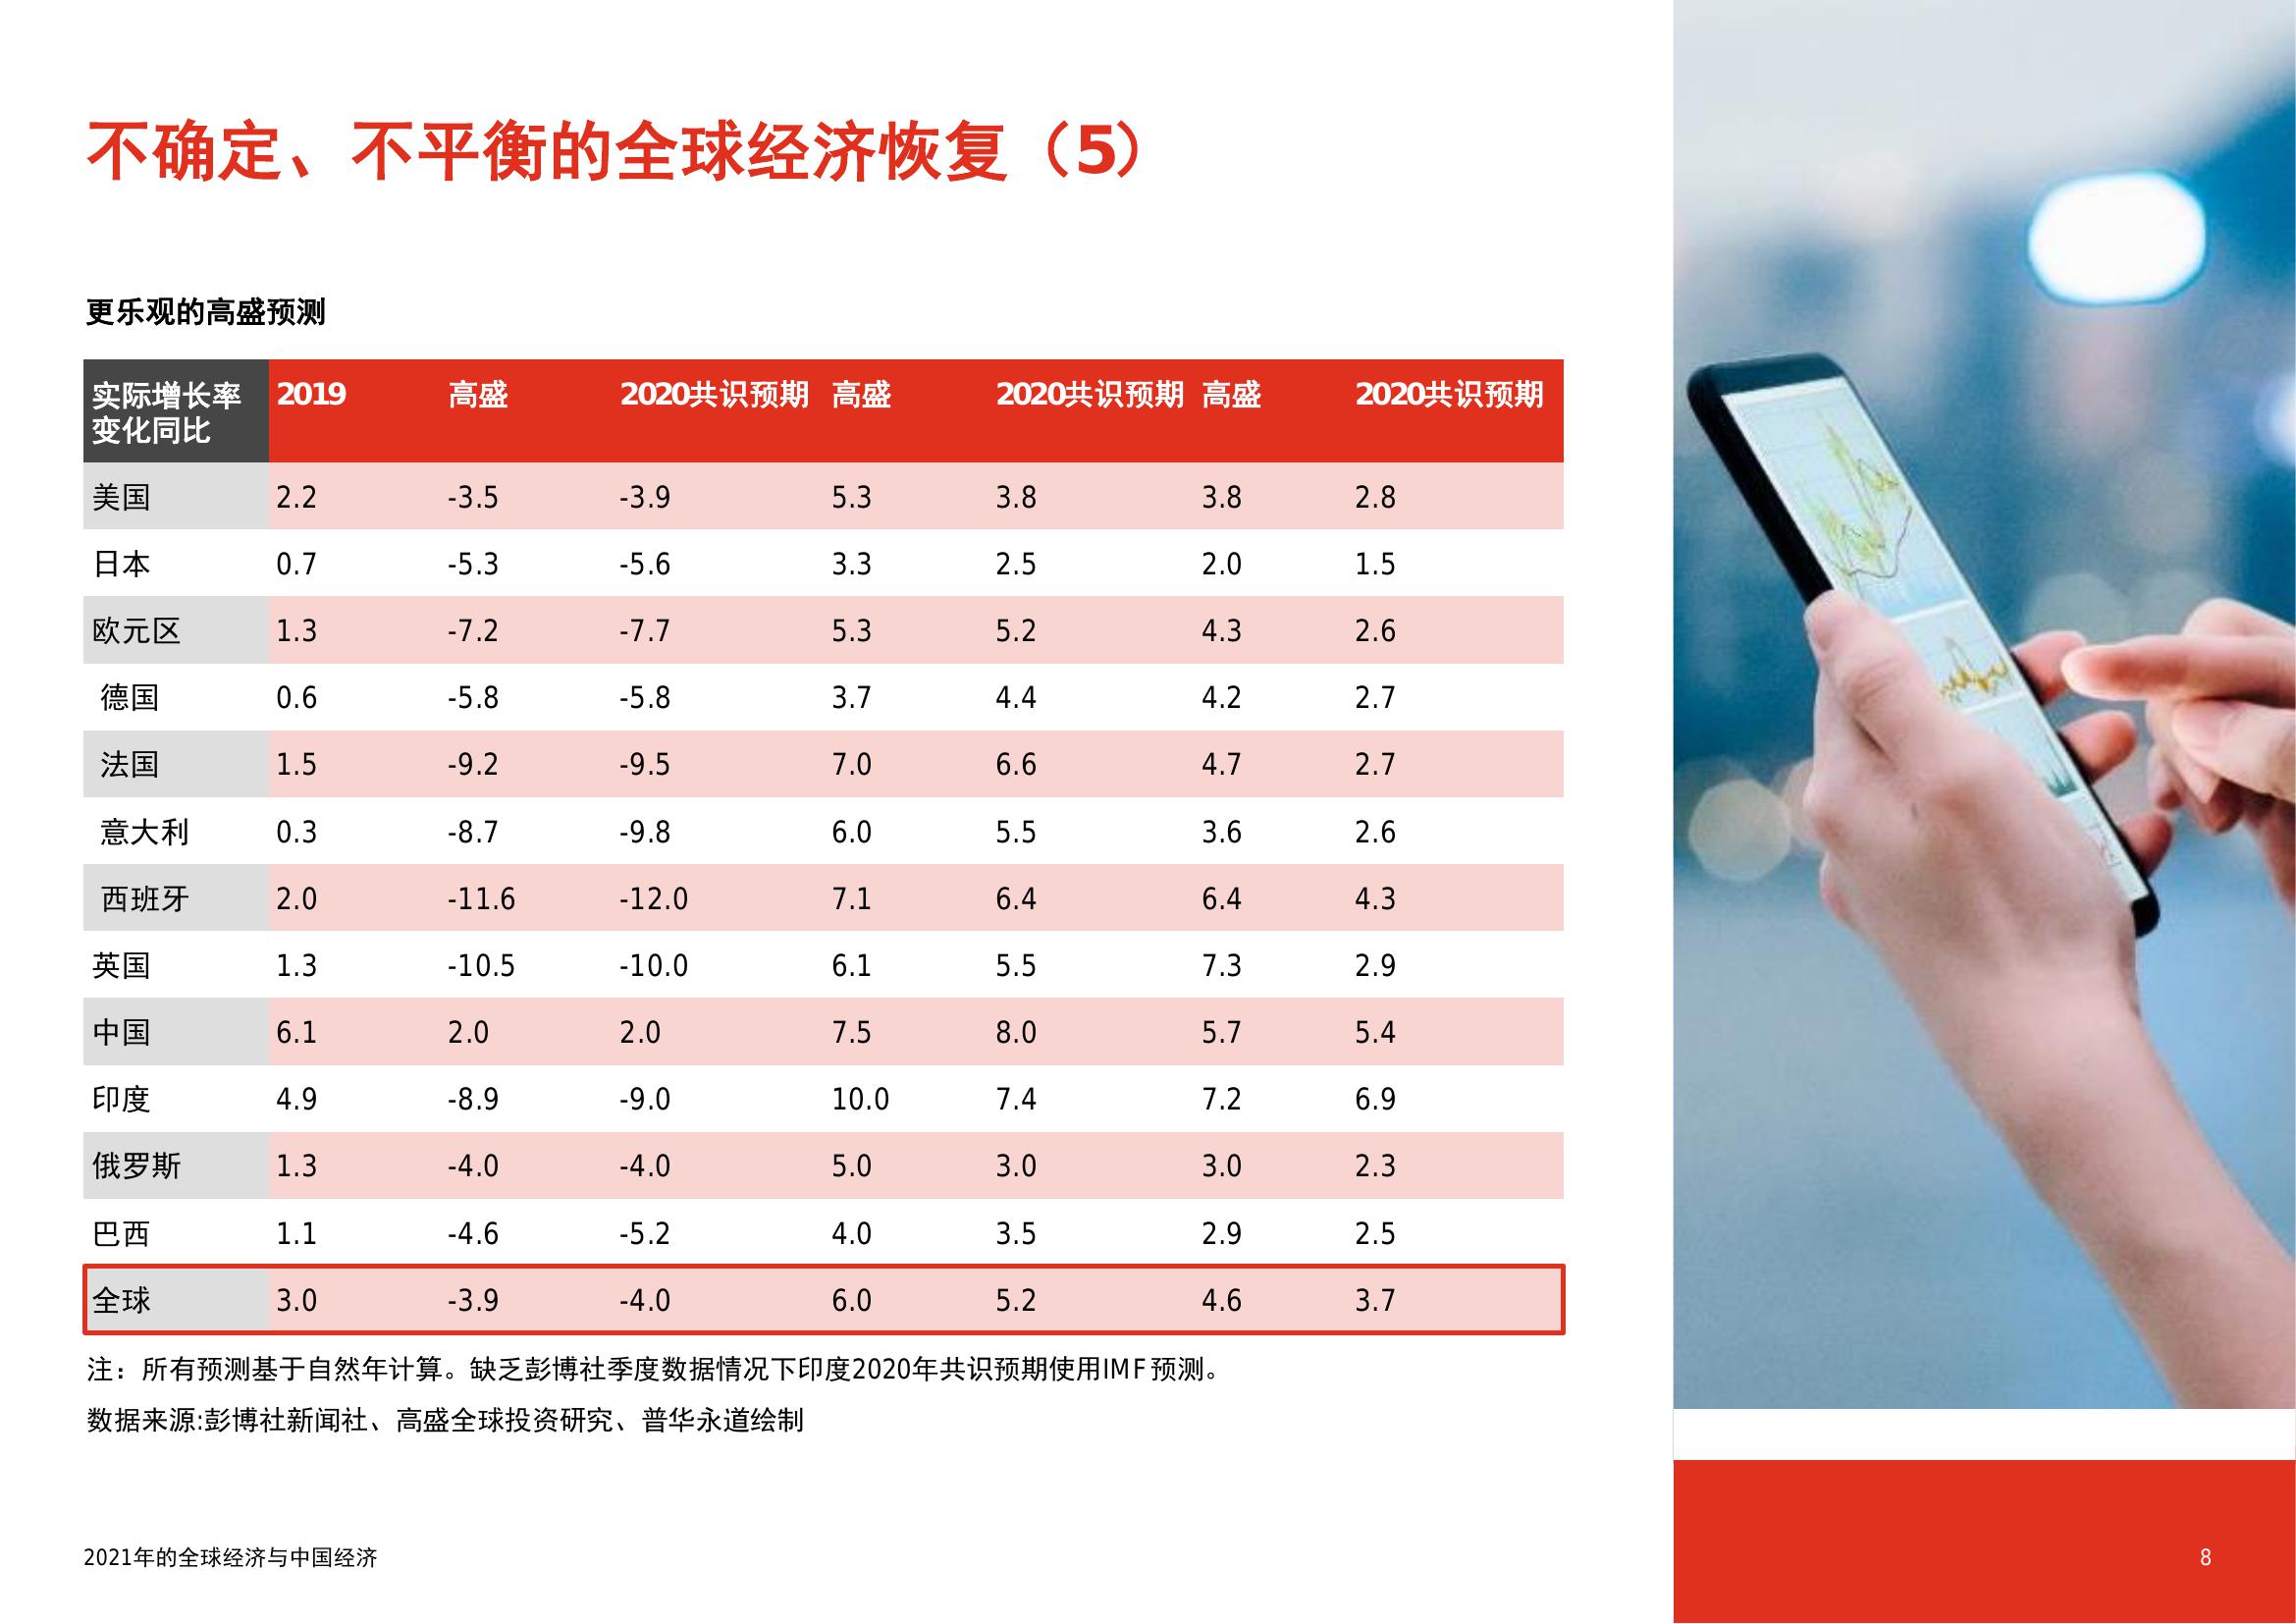 不确定、不平衡的全球经济恢复（5）
更乐观的高盛预测
实际增长率变化同比 2019 高盛 2020共识预期 高盛 2020共识预期 高盛 2020共识预期
美国 2.2 -3.5 -3.9 5.3 3.8 3.8 2.8
日本 0.7 -5.3 -5.6 3.3 2.5 2.0 1.5
欧元区 1.3 -7.2 -7.7 5.3 5.2 4.3 2.6
德国 0.6 -5.8 -5.8 3.7 4.4 4.2 2.7
法国 1.5 -9.2 -9.5 7.0 6.6 4.7 2.7
意大利 0.3 -8.7 -9.8 6.0 5.5 3.6 2.6
西班牙 2.0 -11.6 -12.0 7.1 6.4 6.4 4.3
英国 1.3 -10.5 -10.0 6.1 5.5 7.3 2.9
中国 6.1 2.0 2.0 7.5 8.0 5.7 5.4
印度 4.9 -8.9 -9.0 10.0 7.4 7.2 6.9
俄罗斯 1.3 -4.0 -4.0 5.0 3.0 3.0 2.3
巴西 1.1 -4.6 -5.2 4.0 3.5 2.9 2.5
全球 3.0 -3.9 -4.0 6.0 5.2 4.6 3.7
注：所有预测基于自然年计算。缺乏彭博社季度数据情况下印度2020年共识预期使用IMF预测。
数据来源:彭博社新闻社、高盛全球投资研究、普华永道绘制
2021年的全球经济与中国经济
8